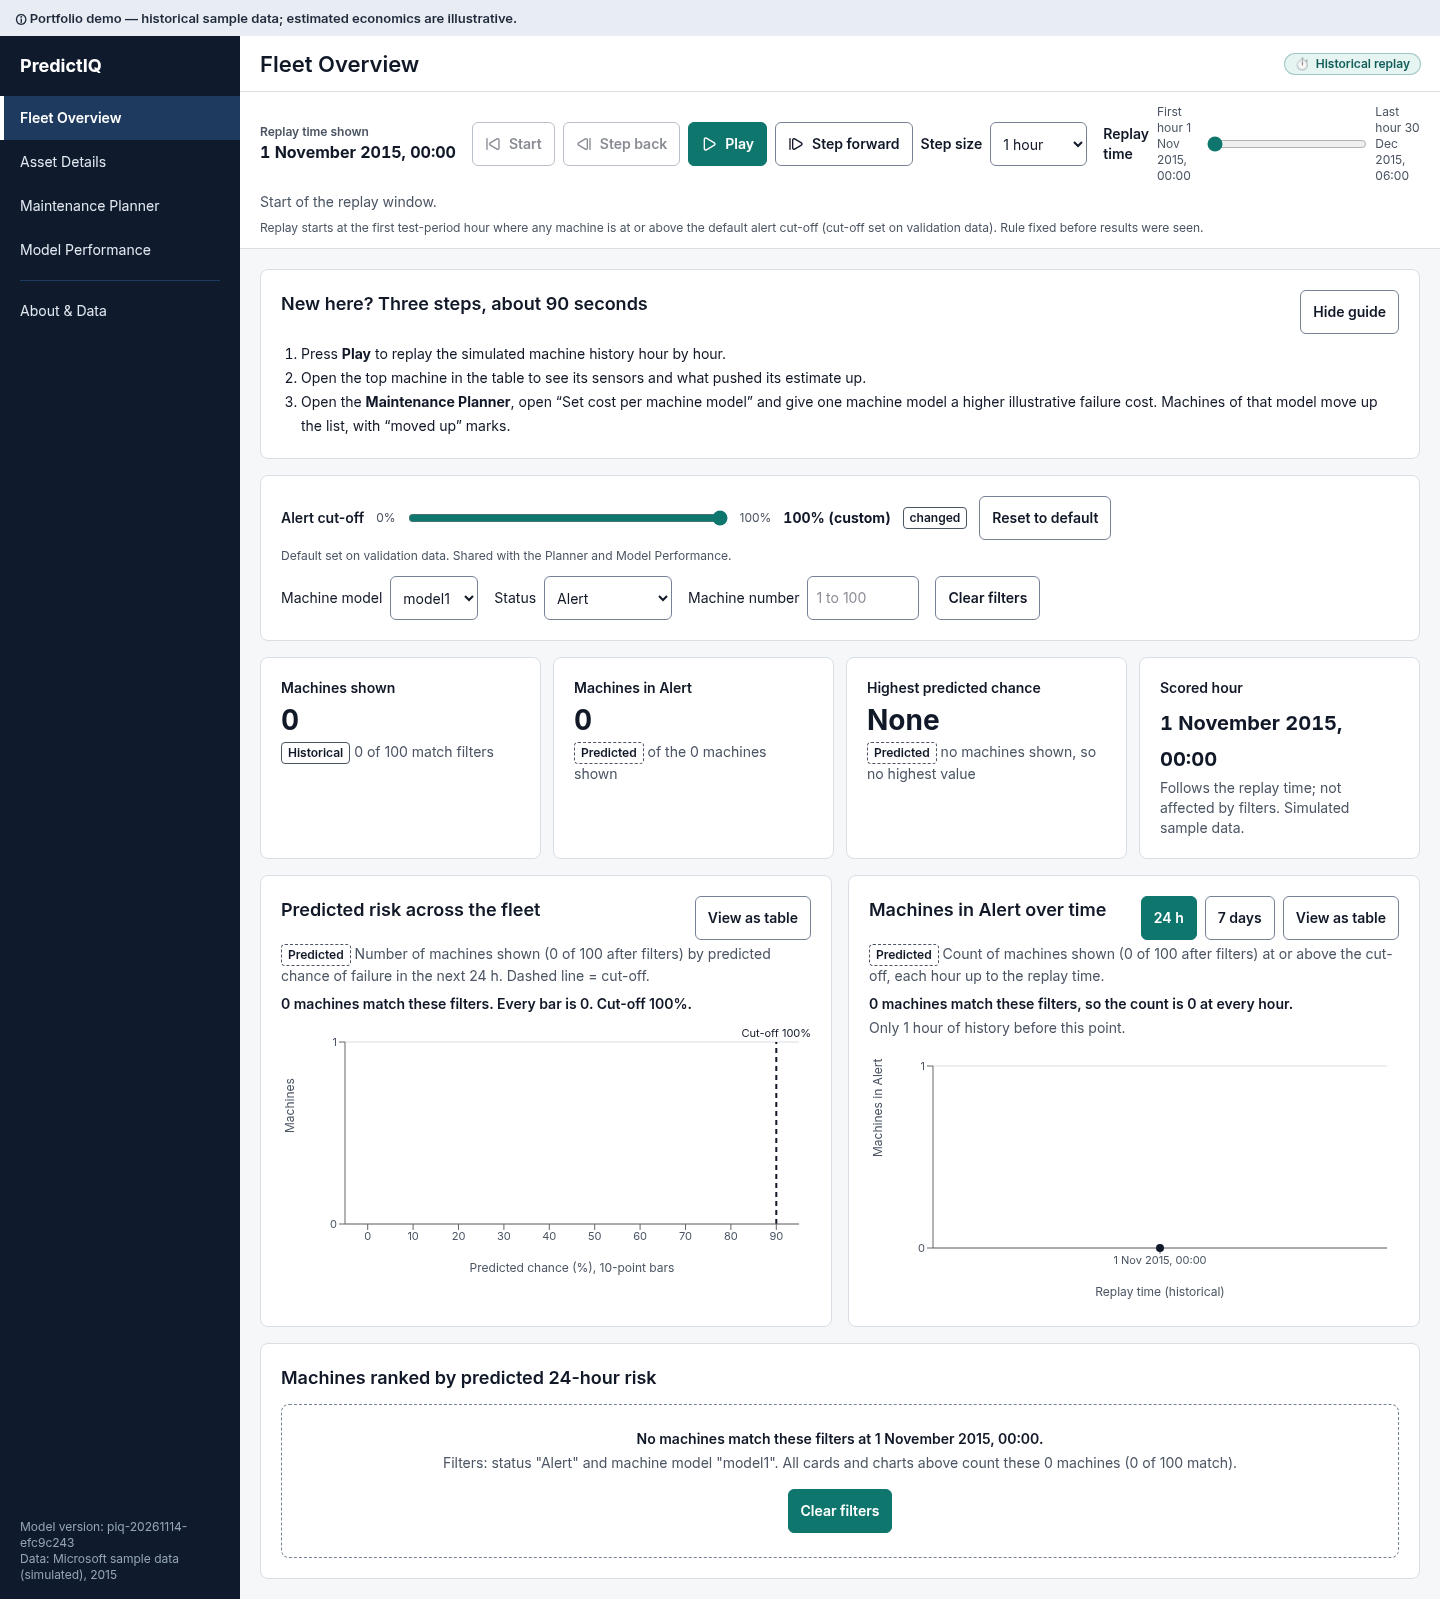 Portfolio demo — historical sample data; estimated economics are illustrative.
PredictIQ
Fleet Overview
Asset Details
Maintenance Planner
Model Performance
About & Data
Model version: piq-20261114-
efc9c243
Data: Microsoft sample data
(simulated), 2015
Fleet Overview
Historical replay
Replay time shown
1 November 2015, 00:00
Start
Step back
Play
Step forward
Step size
1 hour
Replay
time
First
hour 1
Nov
2015,
00:00
Last
hour 30
Dec
2015,
06:00
Start of the replay window.
Replay starts at the first test-period hour where any machine is at or above the default alert cut-off (cut-off set on validation data). Rule fixed before results were seen.
New here? Three steps, about 90 seconds
Hide guide
1. Press Play to replay the simulated machine history hour by hour.
2. Open the top machine in the table to see its sensors and what pushed its estimate up.
3. Open the Maintenance Planner, open “Set cost per machine model” and give one machine model a higher illustrative failure cost. Machines of that model move up
the list, with “moved up” marks.
Alert cut-off
0%
100%
100% (custom)
changed
Reset to default
Default set on validation data. Shared with the Planner and Model Performance.
Machine model
model1
Status
Alert
Machine number
1 to 100
Clear filters
Machines shown
0
Historical 0 of 100 match filters
Machines in Alert
0
Predicted of the 0 machines
shown
Highest predicted chance
None
Predicted no machines shown, so
no highest value
Scored hour
1 November 2015,
00:00
Follows the replay time; not
affected by filters. Simulated
sample data.
Predicted risk across the fleet
View as table
Predicted Number of machines shown (0 of 100 after filters) by predicted
chance of failure in the next 24 h. Dashed line = cut-off.
0 machines match these filters. Every bar is 0. Cut-off 100%.
Cut-off 100%
1
Machines
0
0 10 20 30 40 50 60 70 80 90
Predicted chance (%), 10-point bars
Machines in Alert over time
24 h
7 days
View as table
Predicted Count of machines shown (0 of 100 after filters) at or above the cut-
off, each hour up to the replay time.
0 machines match these filters, so the count is 0 at every hour.
Only 1 hour of history before this point.
1
Machines in Alert
0
1 Nov 2015, 00:00
Replay time (historical)
Machines ranked by predicted 24-hour risk
No machines match these filters at 1 November 2015, 00:00.
Filters: status "Alert" and machine model "model1". All cards and charts above count these 0 machines (0 of 100 match).
Clear filters